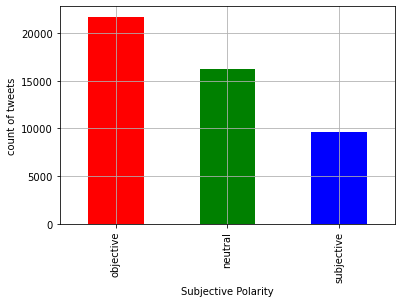 20000
15000
10000
5000
0
count of tweets
objective
neutral
subjective
Subjective Polarity